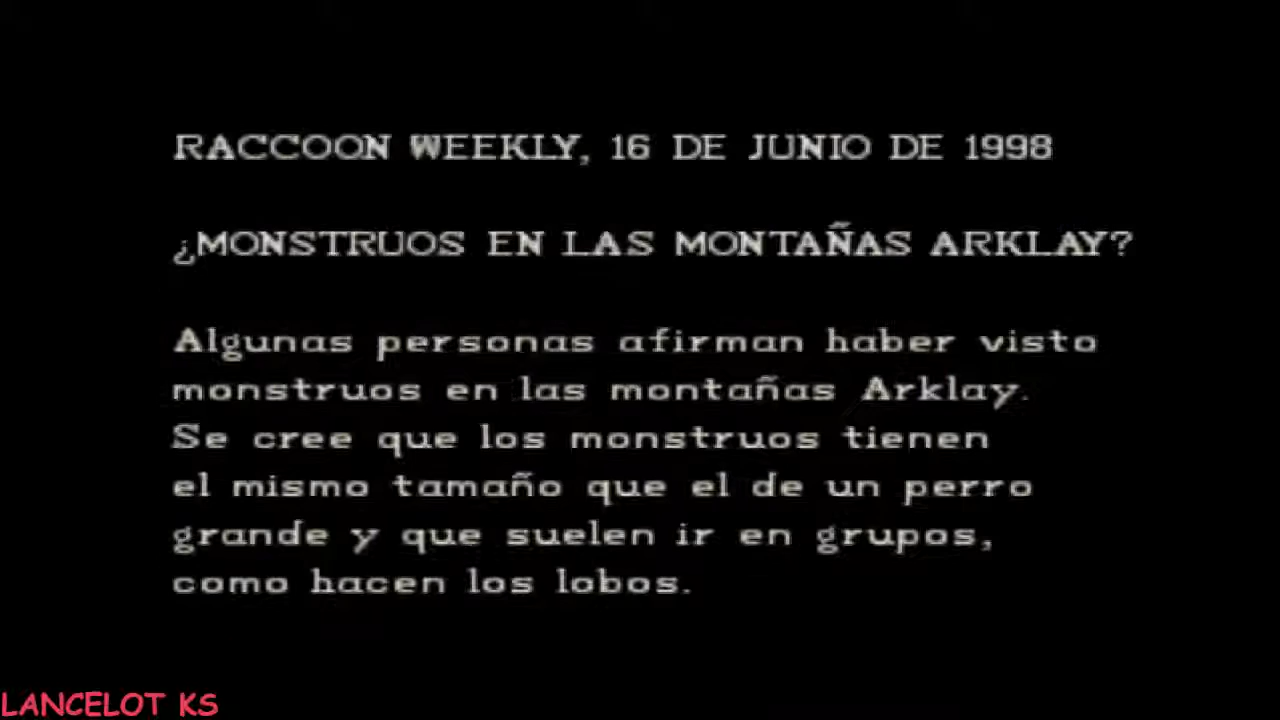 RACCOON WEEKLY, 16 DE JUNIO DE 1998
¿MONSTRUOS EN LAS MONTAÑAS ARKLAY?
Algunas personas afirman haber visto
monstruos en las montañas Arklay.
Se cree que los monstruos tienen
el mismo tamaño que el de un perro
grande y que suelen ir en grupos,
como hacen los lobos.
LANCELOT KS